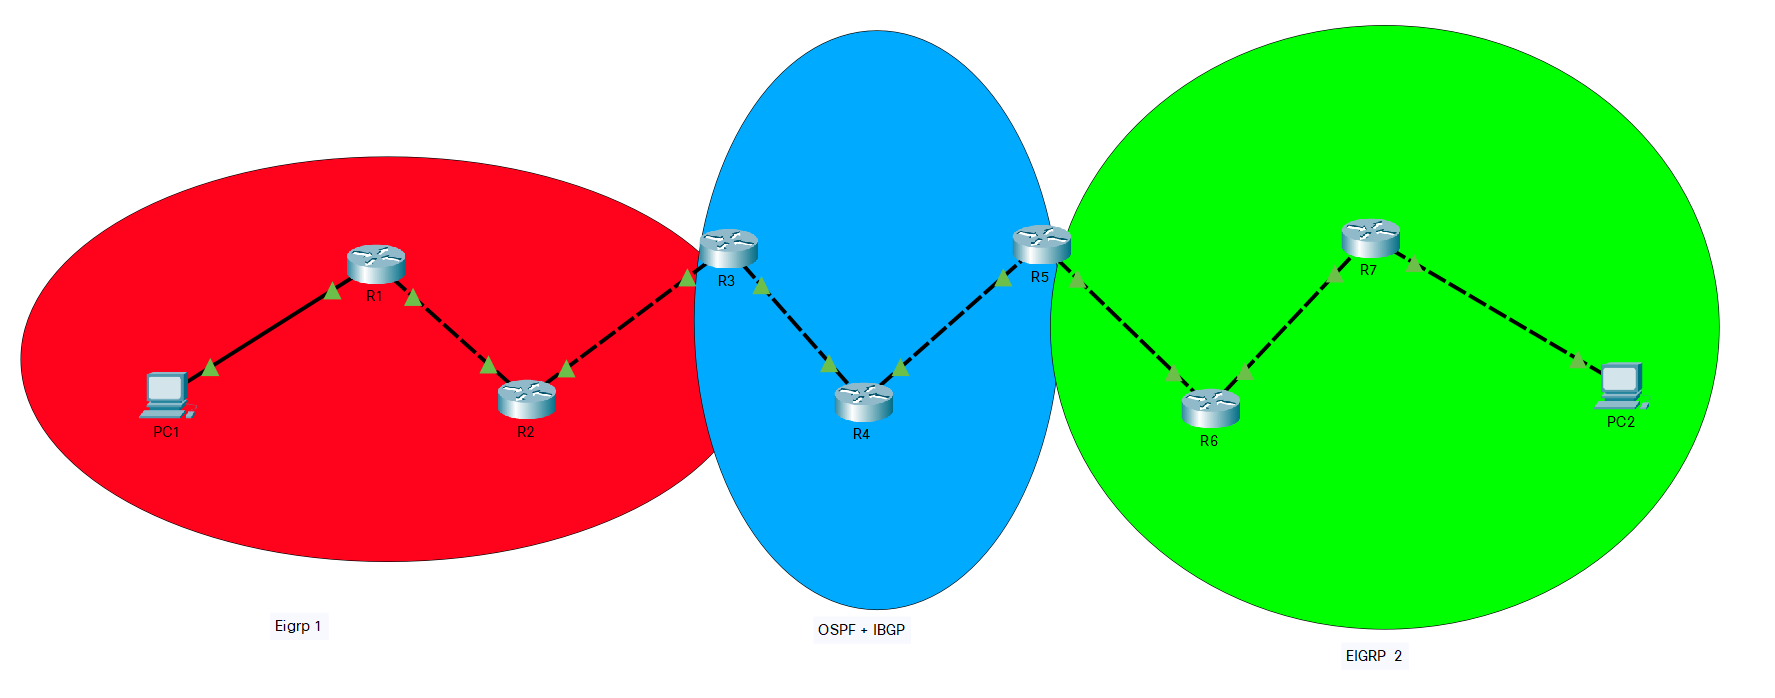 R1
R3
R5
R7
PC1
R2
R4
R6
PC2
Eigrp 1
OSPF + IBGP
EIGRP  2